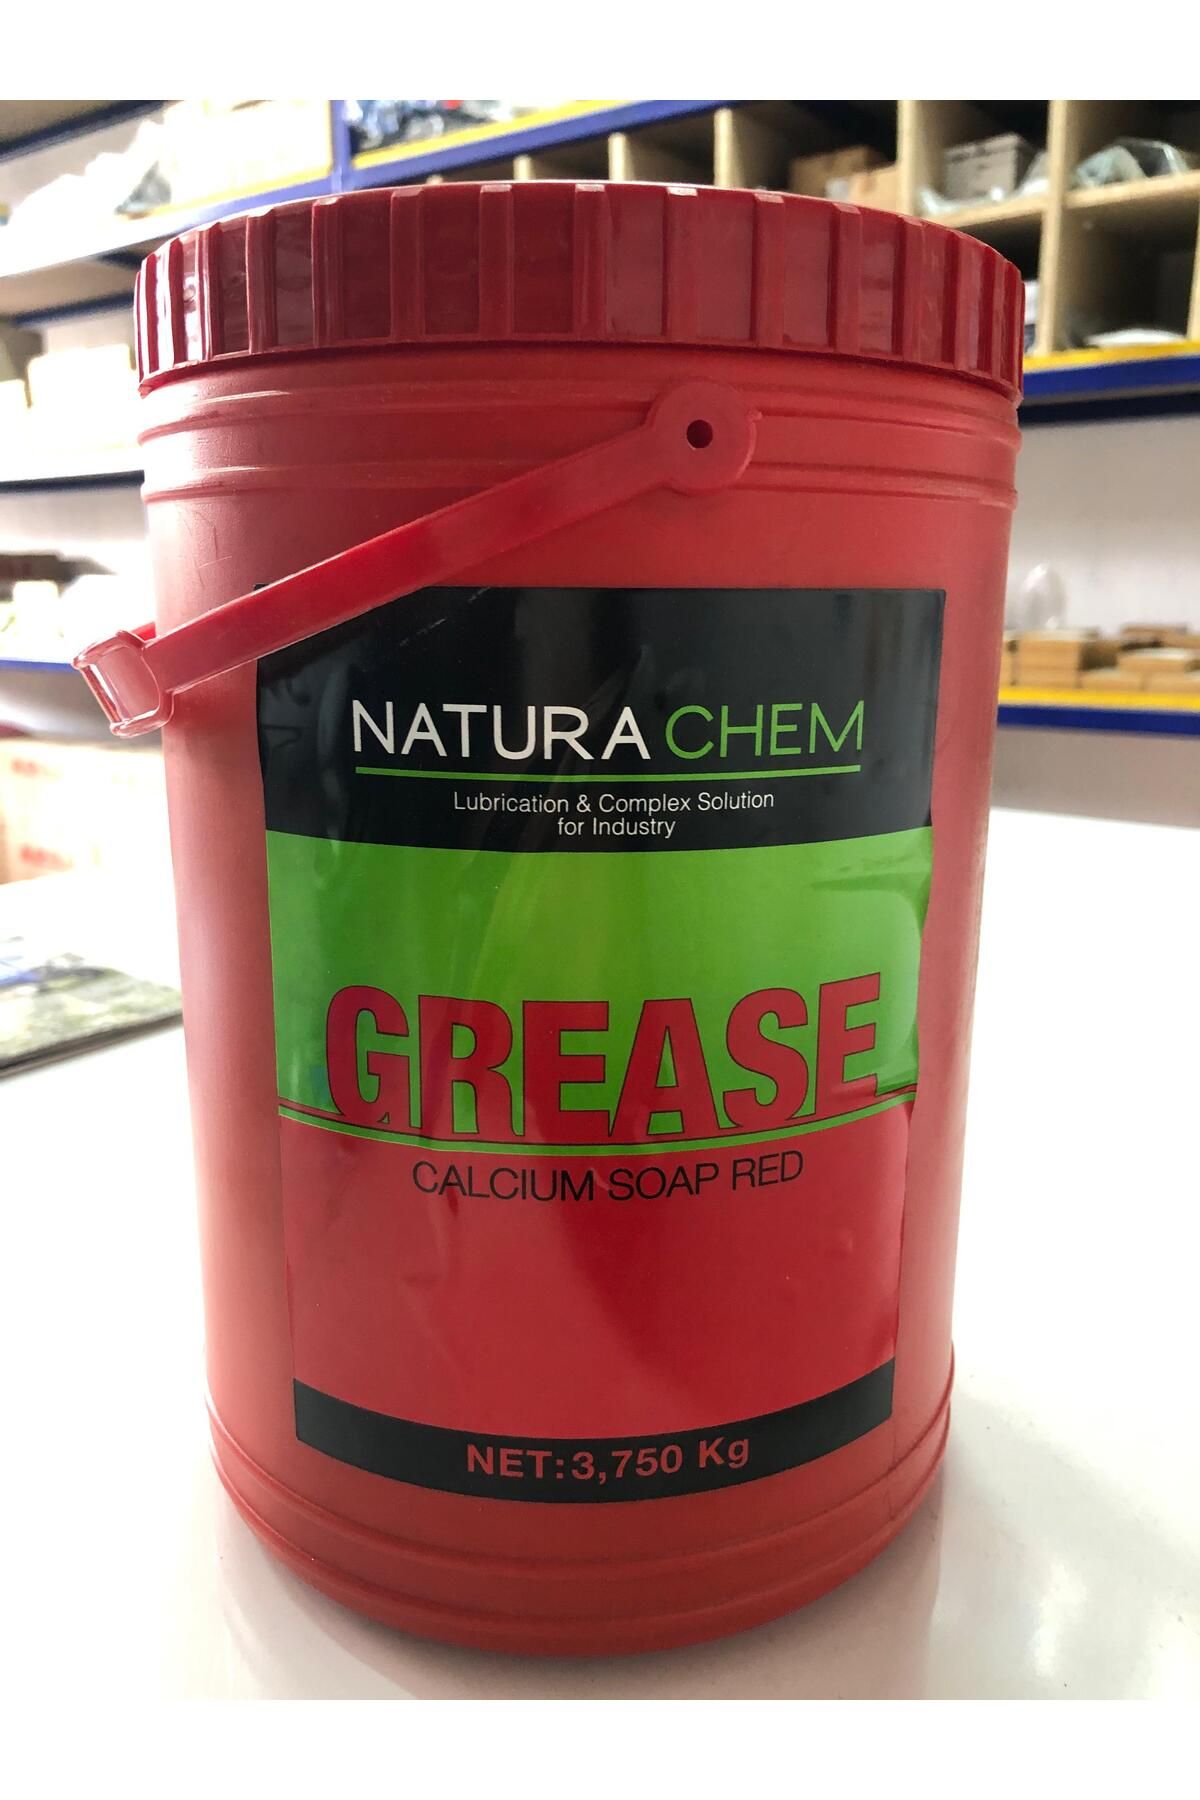 NATURA CHEM
Lubrication & Complex Solution
for Industry
GREASE
CALCIUM SOAP RED
NET: 3,750 Kg